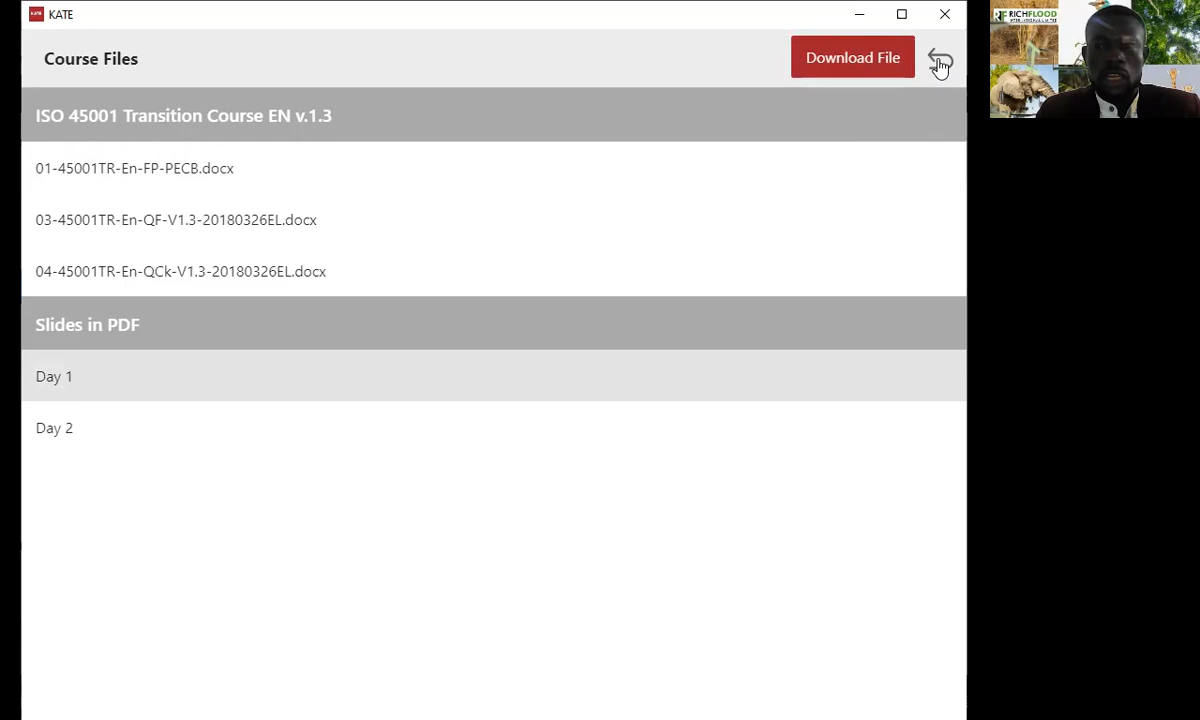 KATE
Course Files
Download File
ISO 45001 Transition Course EN v.1.3
01-45001TR-En-FP-PECB.docx
03-45001TR-En-QF-V1.3-20180326EL.docx
04-45001TR-En-QCk-V1.3-20180326EL.docx
Slides in PDF
Day 1
Day 2
RICHFLOOD